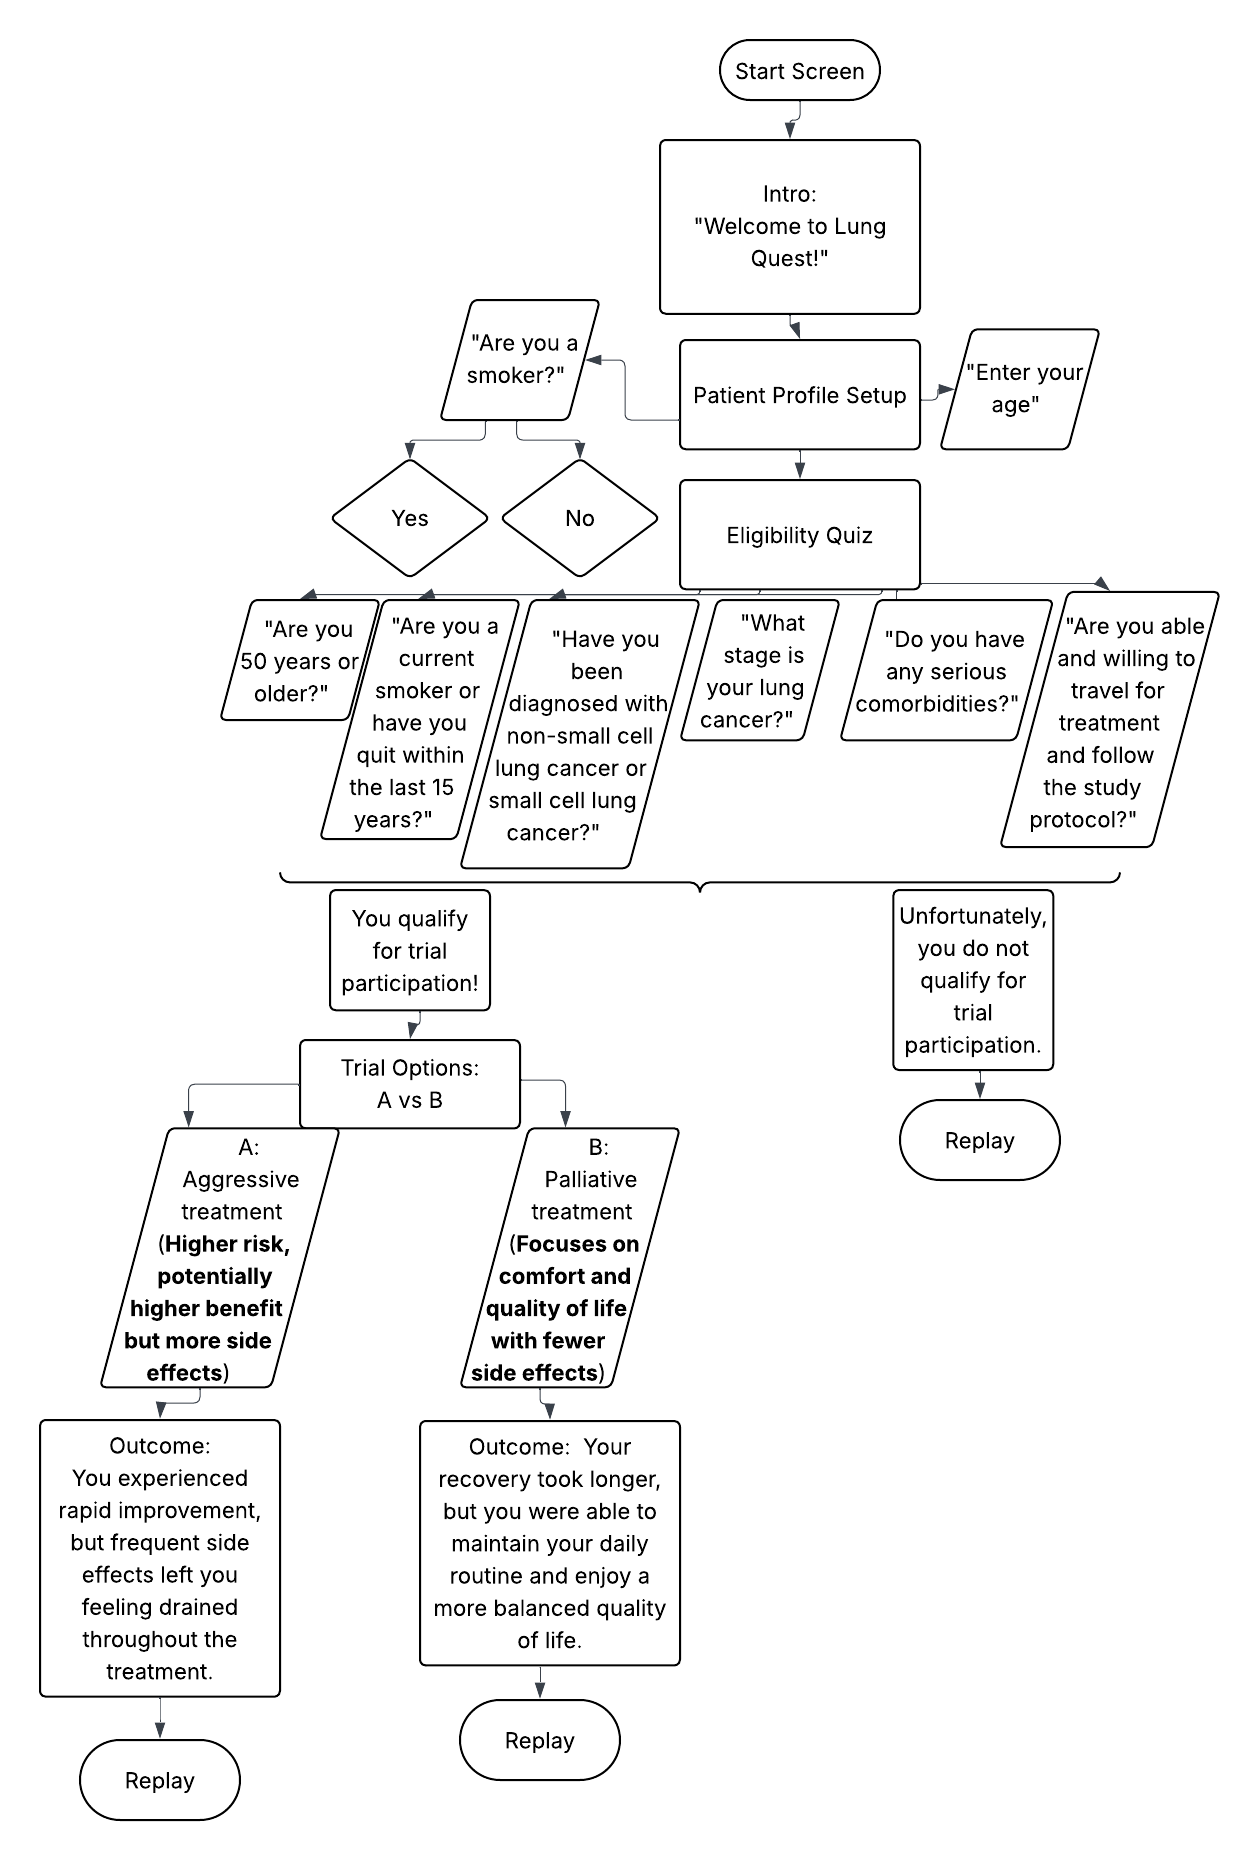 Start Screen
Intro:
"Welcome to Lung
Quest!"
"Are you a
smoker?"
Patient Profile Setup
"Enter your
age"
Yes
No
Eligibility Quiz
"Are you
50 years or
older?"
"Are you a
current
smoker or
have you
quit within
the last 15
years?"
"Have you
been
diagnosed with
non-small cell
lung cancer or
small cell lung
cancer?"
"What
stage is
your lung
cancer?"
"Do you have
any serious
comorbidities?"
"Are you able
and willing to
travel for
treatment
and follow
the study
protocol?"
You qualify
for trial
participation!
Unfortunately,
you do not
qualify for
trial
participation.
Trial Options:
A vs B
Replay
A:
Aggressive
treatment
(Higher risk,
potentially
higher benefit
but more side
effects)
B:
Palliative
treatment
(Focuses on
comfort and
quality of life
with fewer
side effects)
Outcome:
You experienced
rapid improvement,
but frequent side
effects left you
feeling drained
throughout the
treatment.
Outcome:  Your
recovery took longer,
but you were able to
maintain your daily
routine and enjoy a
more balanced quality
of life.
Replay
Replay